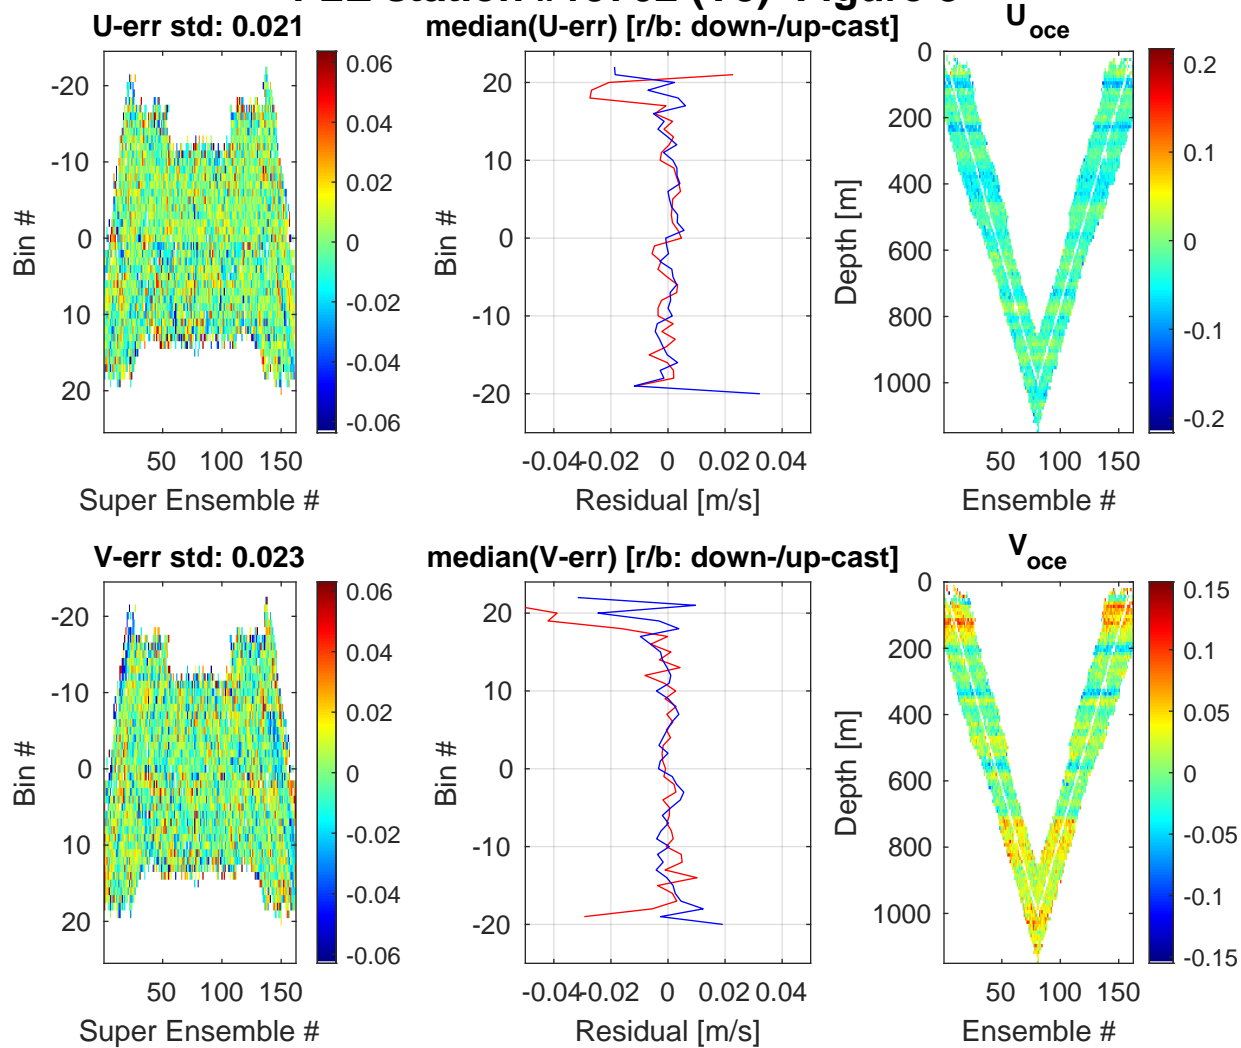 U-err std: 0.021
median(U-err) [r/b: down-/up-cast]
U oce
-20
-10
0
10
20
Bin #
50 100 150
Super Ensemble #
0.06
0.04
0.02
0
-0.02
-0.04
-0.06
20
10
0
-10
-20
Bin #
-0.04 -0.02 0 0.02 0.04
Residual [m/s]
0
200
400
600
800
1000
Depth [m]
50 100 150
Ensemble #
0.2
0.1
0
-0.1
-0.2
V-err std: 0.023
median(V-err) [r/b: down-/up-cast]
V oce
-20
-10
0
10
20
Bin #
50 100 150
Super Ensemble #
0.06
0.04
0.02
0
-0.02
-0.04
-0.06
20
10
0
-10
-20
Bin #
-0.04 -0.02 0 0.02 0.04
Residual [m/s]
0
200
400
600
800
1000
Depth [m]
50 100 150
Ensemble #
0.15
0.1
0.05
0
-0.05
-0.1
-0.15